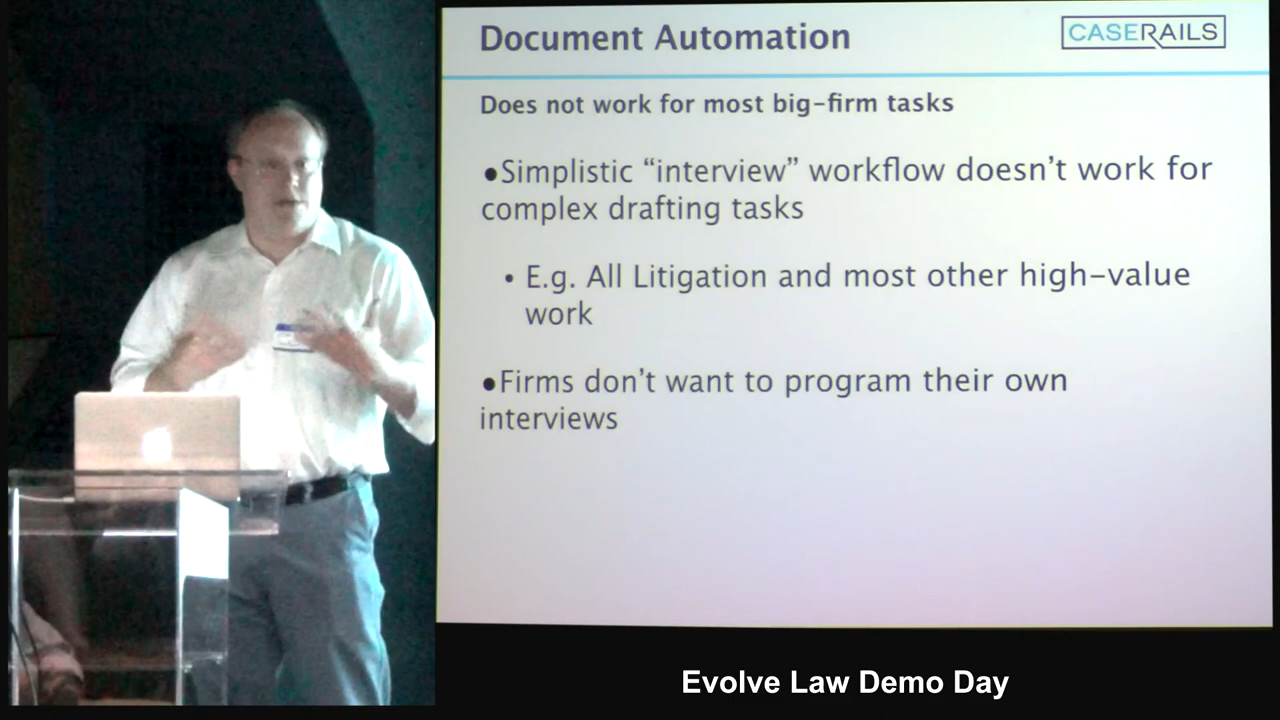 Document Automation
CASERAILS
Does not work for most big-firm tasks
●Simplistic “interview” workflow doesn’t work for
complex drafting tasks
• E.g. All Litigation and most other high-value
work
●Firms don’t want to program their own
interviews
Evolve Law Demo Day